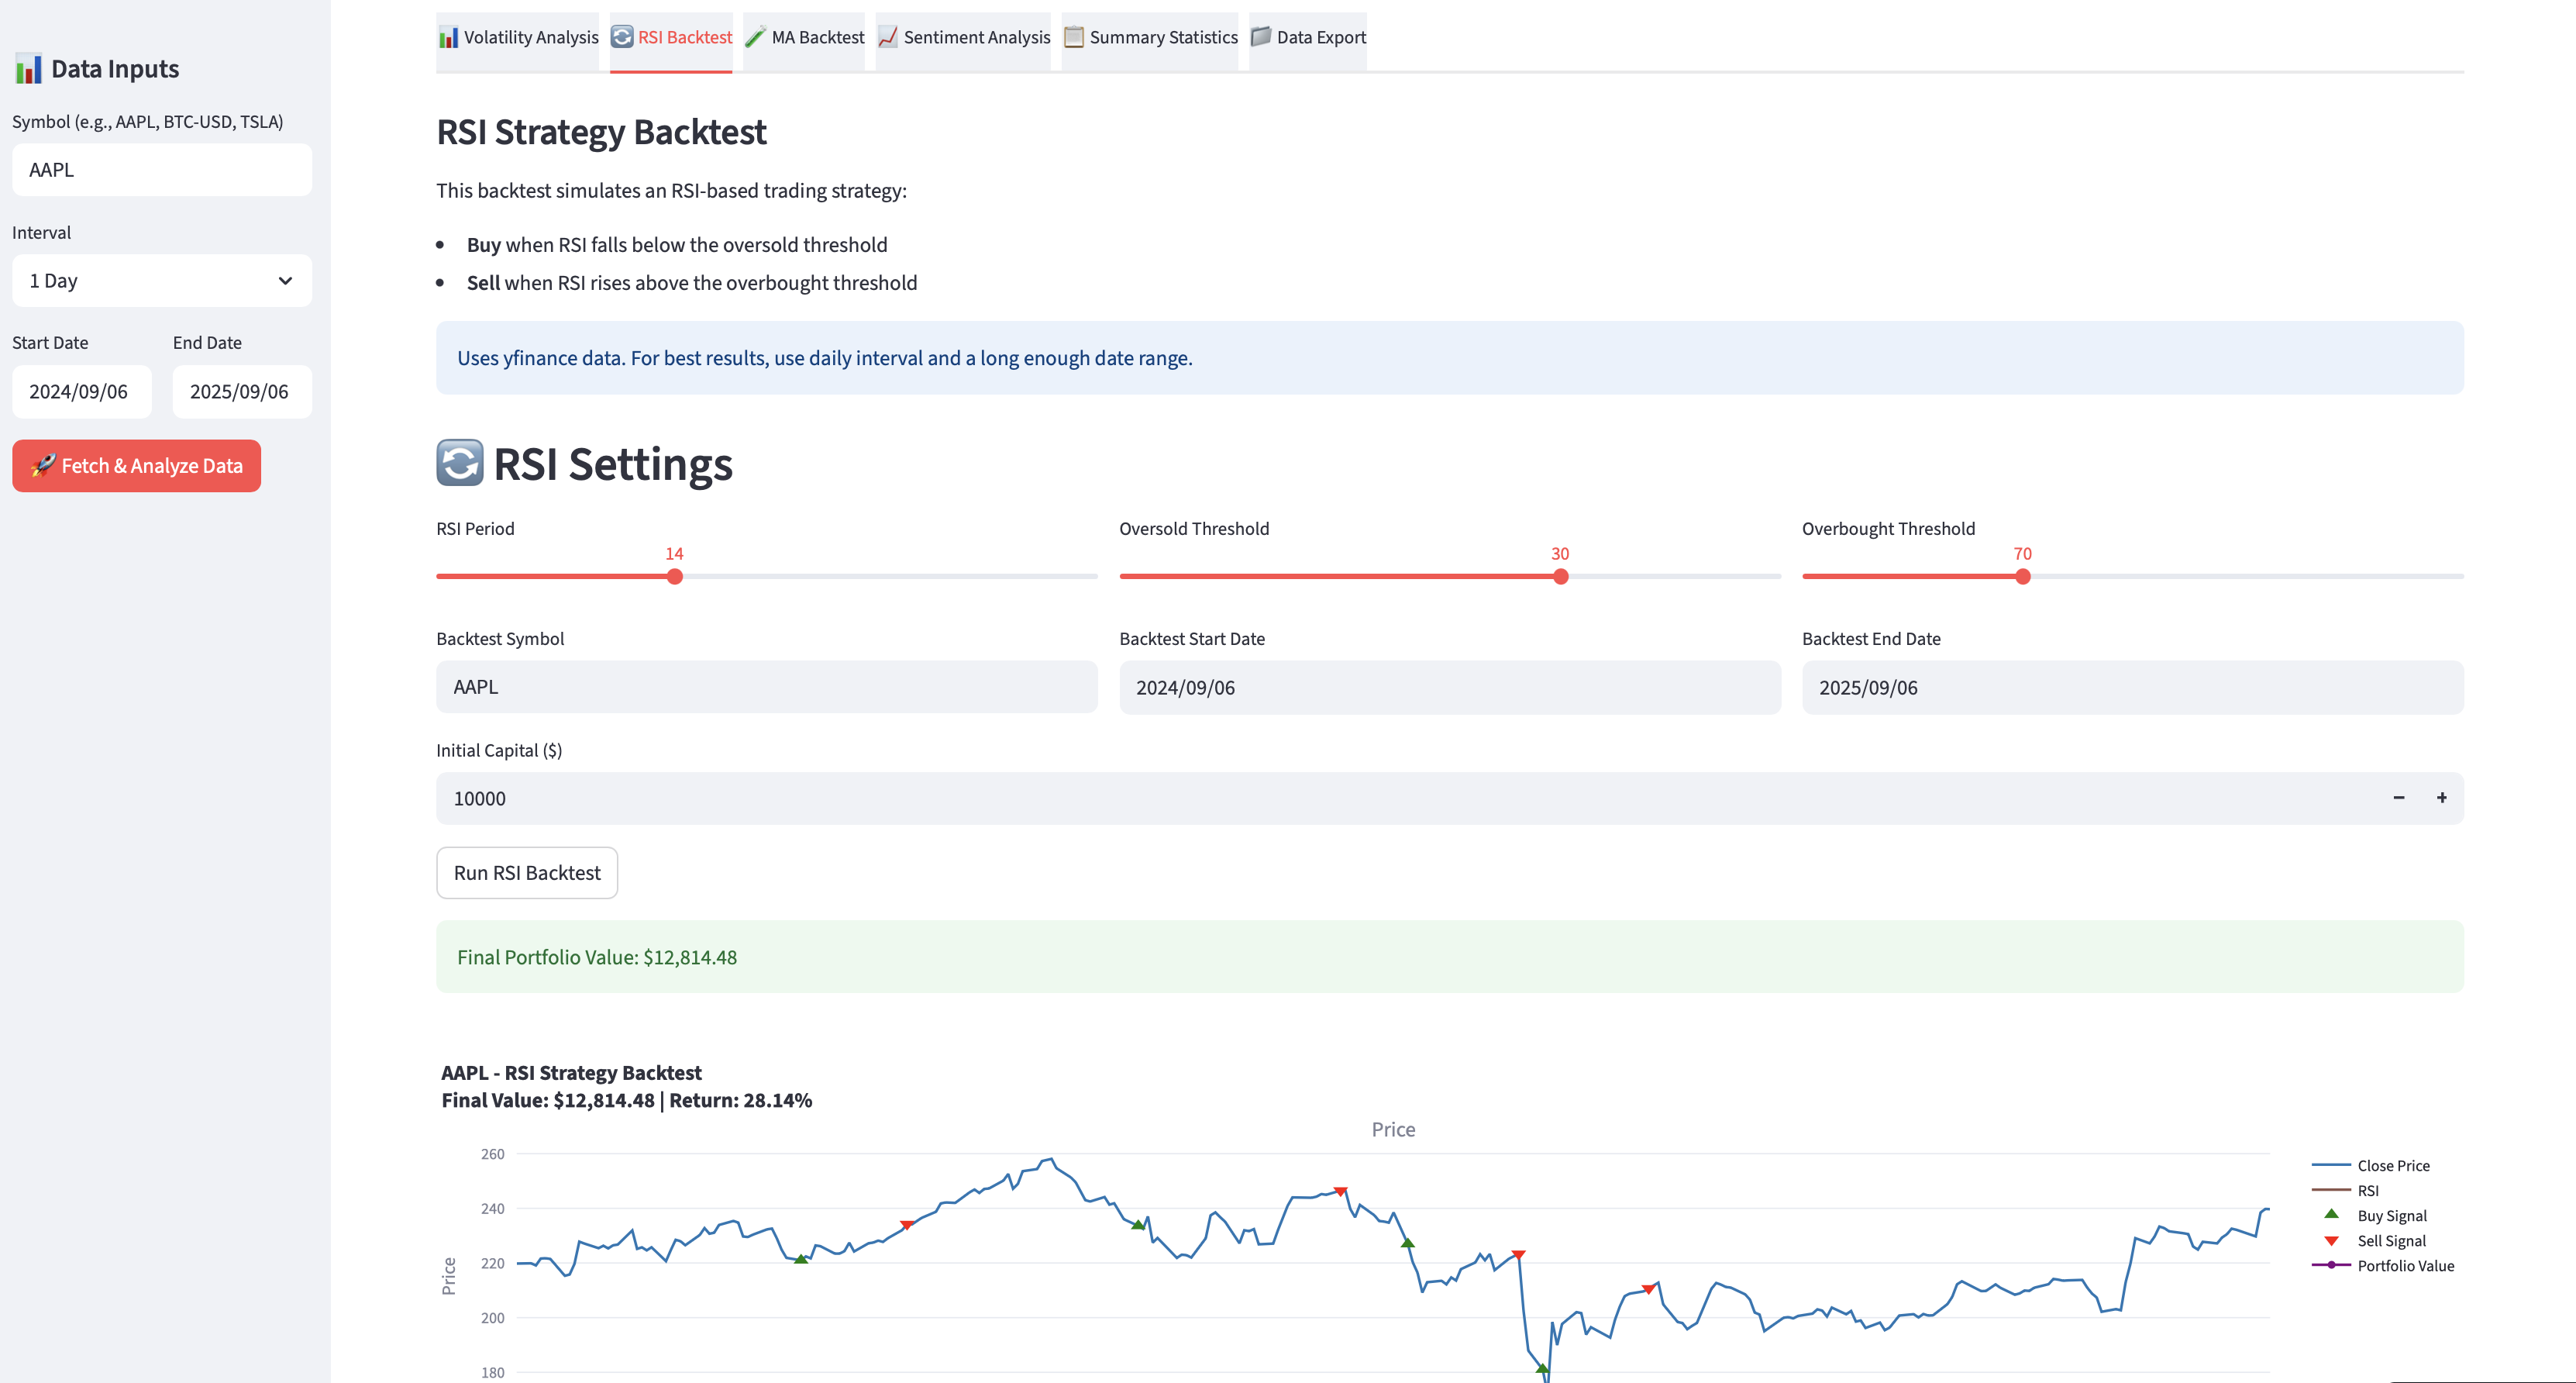 Data Inputs
Symbol (e.g., AAPL, BTC-USD, TSLA)
AAPL
Interval
1 Day
Start Date End Date
2024/09/06 2025/09/06
Fetch & Analyze Data
Volatility Analysis RSI Backtest MA Backtest Sentiment Analysis Summary Statistics Data Export
RSI Strategy Backtest
This backtest simulates an RSI-based trading strategy:
Buy when RSI falls below the oversold threshold
Sell when RSI rises above the overbought threshold
Uses yfinance data. For best results, use daily interval and a long enough date range.
RSI Settings
RSI Period Oversold Threshold Overbought Threshold
14 30 70
Backtest Symbol Backtest Start Date Backtest End Date
AAPL 2024/09/06 2025/09/06
Initial Capital ($)
10000 − +
Run RSI Backtest
Final Portfolio Value: $12,814.48
AAPL - RSI Strategy Backtest
Final Value: $12,814.48 | Return: 28.14%
Price
260
240
220
200
180
Price
Close Price
RSI
Buy Signal
Sell Signal
Portfolio Value